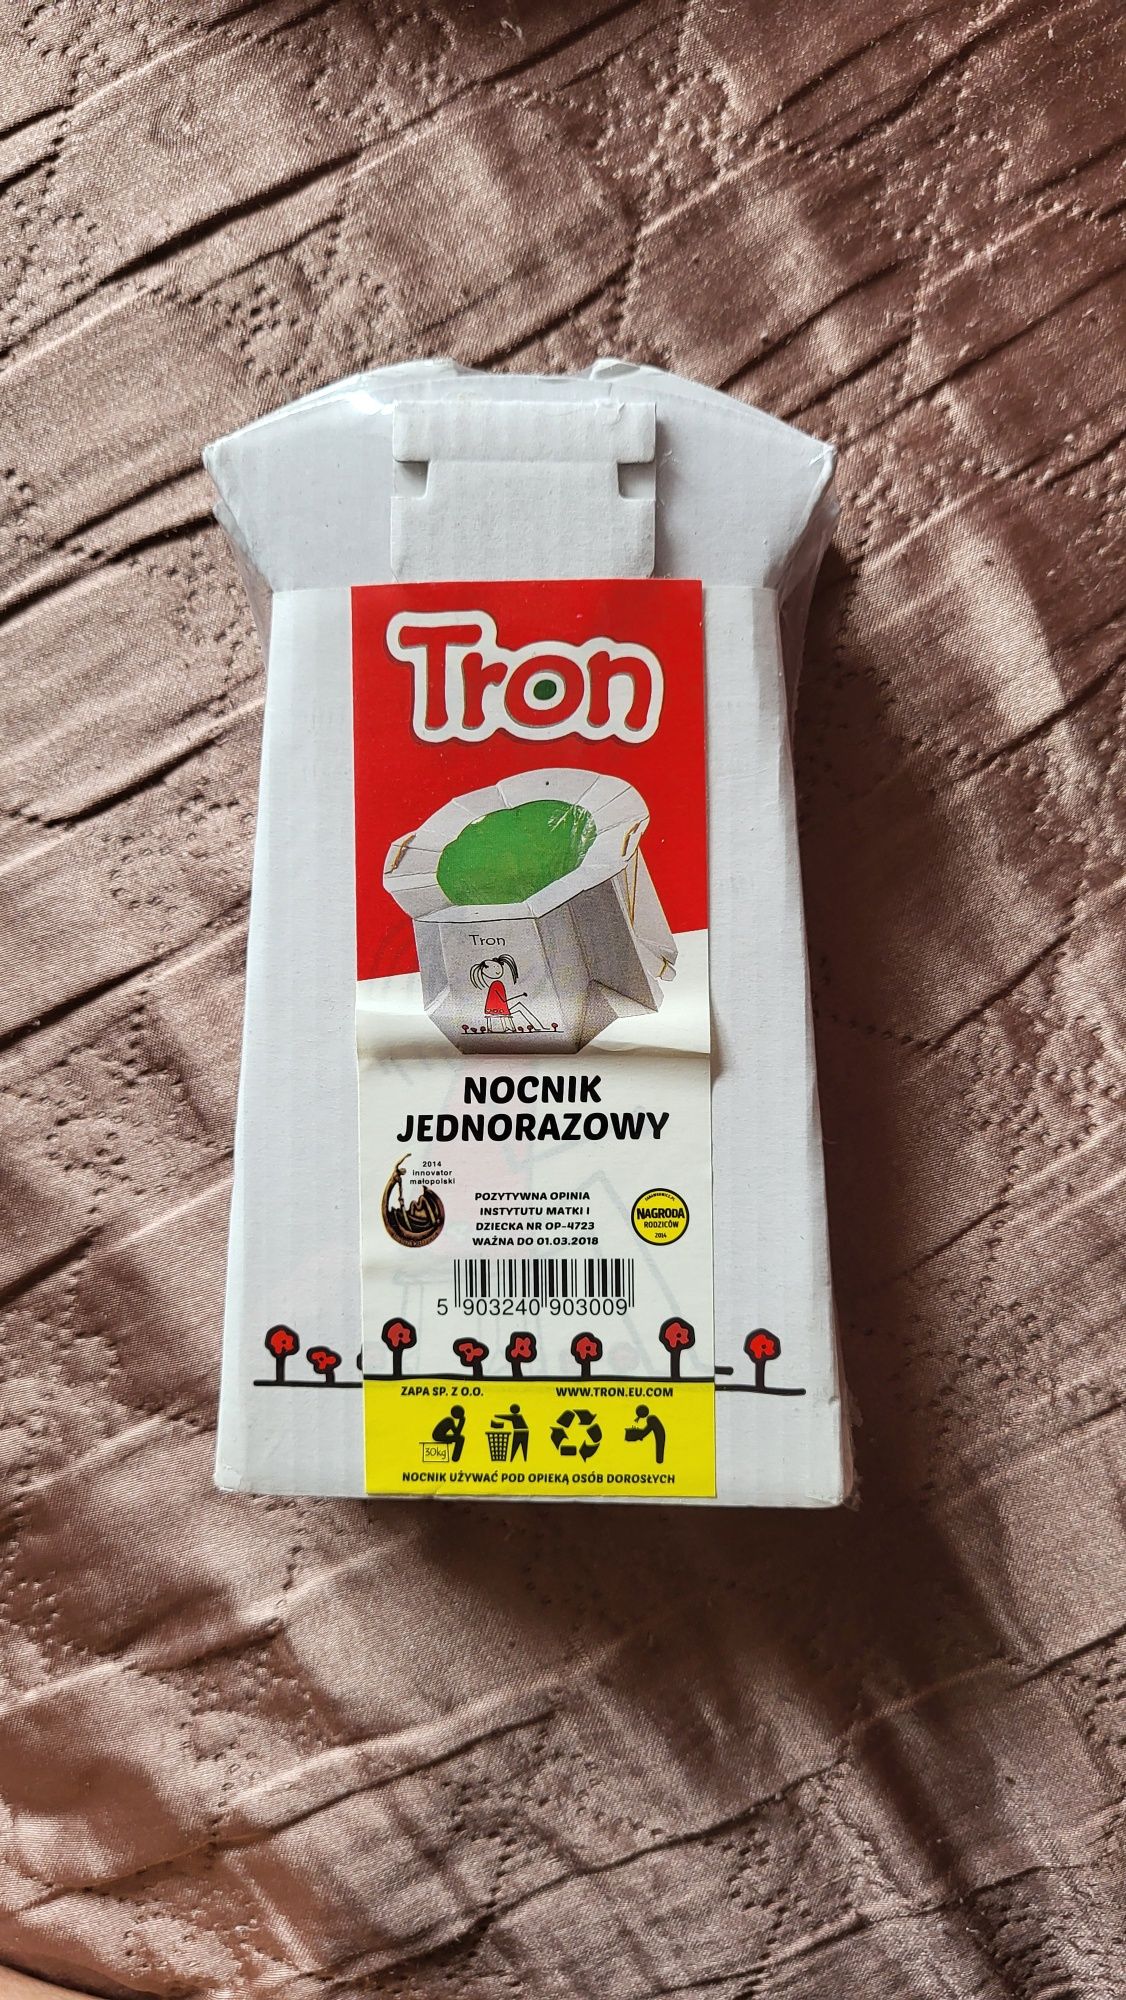 Tron
Tron
NOCNIK
JEDNORAZOWY
2014
innovator
małopolski
POZYTYWNA OPINIA
INSTYTUTU MATKI I
DZIECKA NR OP-4723
WAŻNA DO 01.03.2018
NAGRODA
RODZICÓW
2014
5 903240 903009
ZAPA SP. Z O.O.
WWW.TRON.EU.COM
30kg
NOCNIK UŻYWAĆ POD OPIEKĄ OSÓB DOROSŁYCH